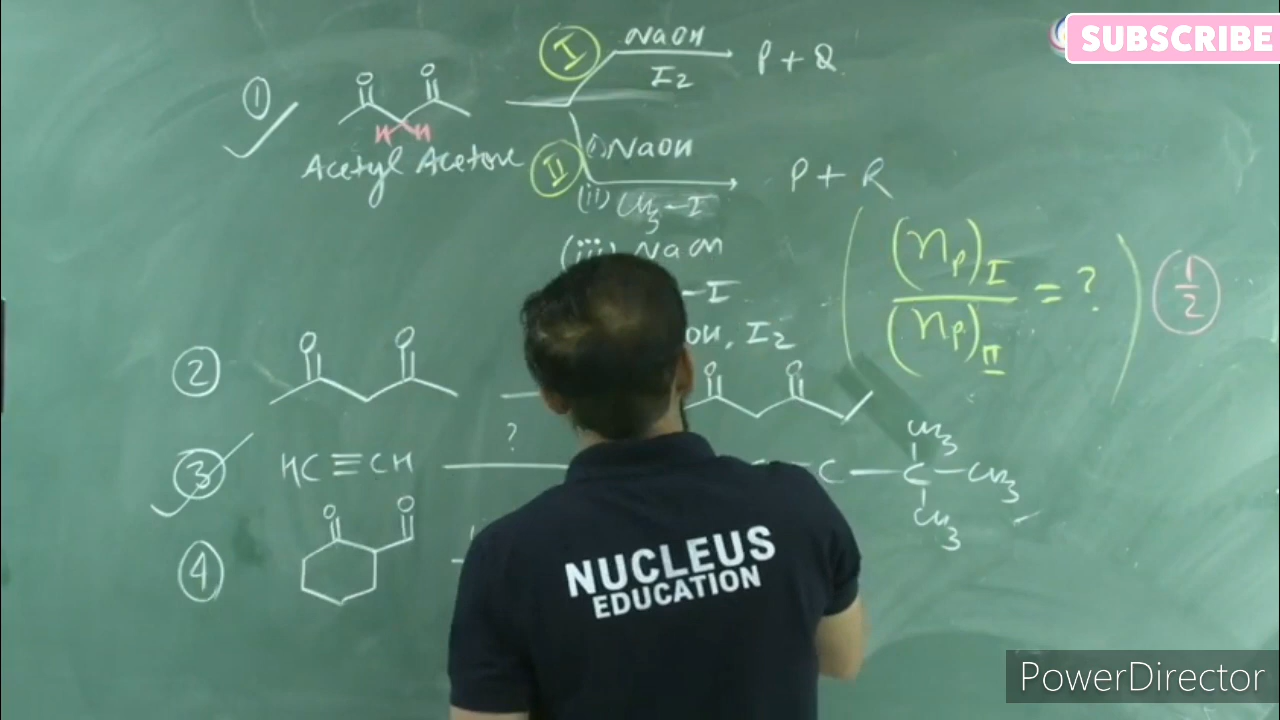 SUBSCRIBE
① I NaOH P + Q
I2
O O
H H
Acetyl Acetone
II (i) NaOH P + R
(ii) CH3-I
(iii) NaOH
-I
OH, I2
(nP)I / (nP)II = ? 1/2
② O O O O
③ HC≡CH ? C—C—CH3
CH3
CH3
④ O O
NUCLEUS
EDUCATION
PowerDirector